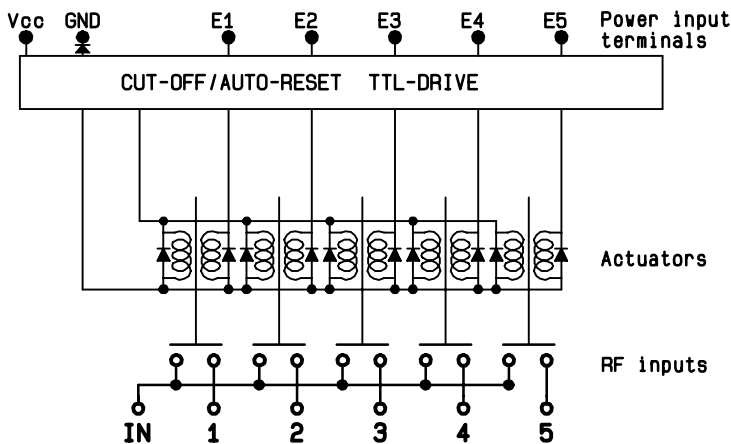 Vcc GND E1 E2 E3 E4 E5 Power input
terminals
CUT-OFF/AUTO-RESET TTL-DRIVE
Actuators
RF inputs
IN 1 2 3 4 5